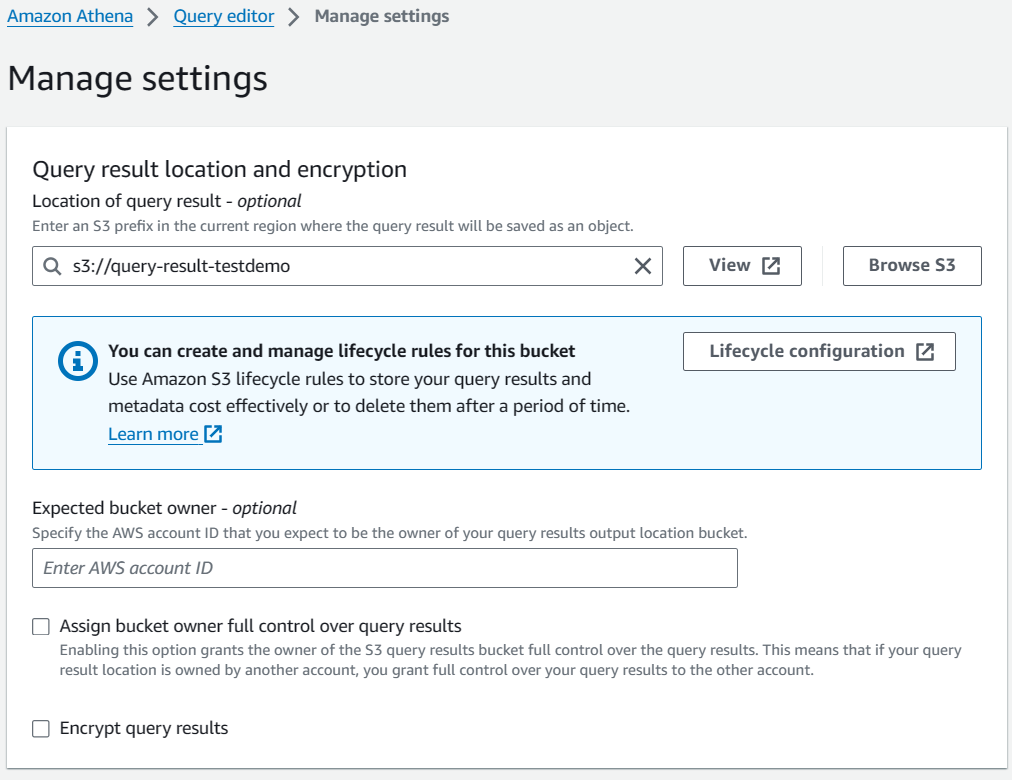 Amazon Athena > Query editor > Manage settings
Manage settings
Query result location and encryption
Location of query result - optional
Enter an S3 prefix in the current region where the query result will be saved as an object.
s3://query-result-testdemo
View
Browse S3
You can create and manage lifecycle rules for this bucket
Lifecycle configuration
Use Amazon S3 lifecycle rules to store your query results and
metadata cost effectively or to delete them after a period of time.
Learn more
Expected bucket owner - optional
Specify the AWS account ID that you expect to be the owner of your query results output location bucket.
Enter AWS account ID
Assign bucket owner full control over query results
Enabling this option grants the owner of the S3 query results bucket full control over the query results. This means that if your query
result location is owned by another account, you grant full control over your query results to the other account.
Encrypt query results